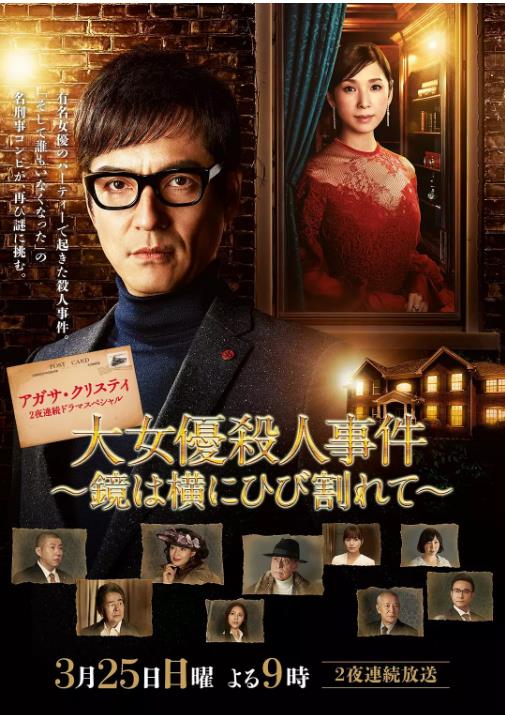 有名女優のパーティーで起きた殺人事件。
「そして誰もいなくなった」の
名刑事コンビが、再び謎に挑む。
POST CARD
アガサ・クリスティ
2夜連続ドラマスペシャル
大女優殺人事件
～鏡は横にひび割れて～
3月25日日曜 よる9時 2夜連続放送